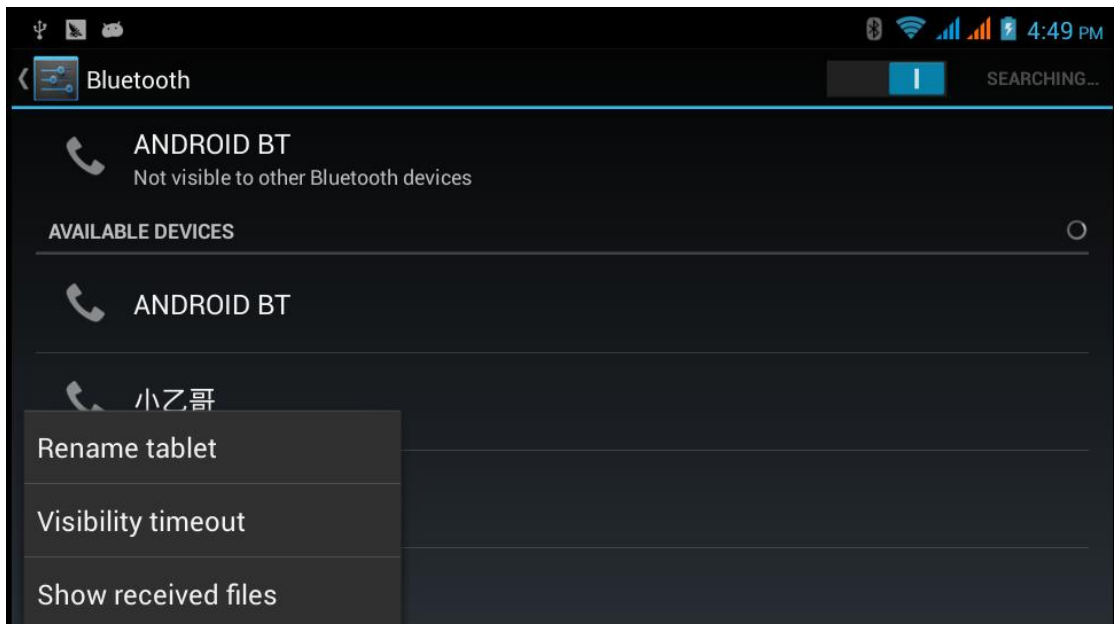 4:49 PM
Bluetooth
SEARCHING...
ANDROID BT
Not visible to other Bluetooth devices
AVAILABLE DEVICES
ANDROID BT
小乙哥
Rename tablet
Visibility timeout
Show received files